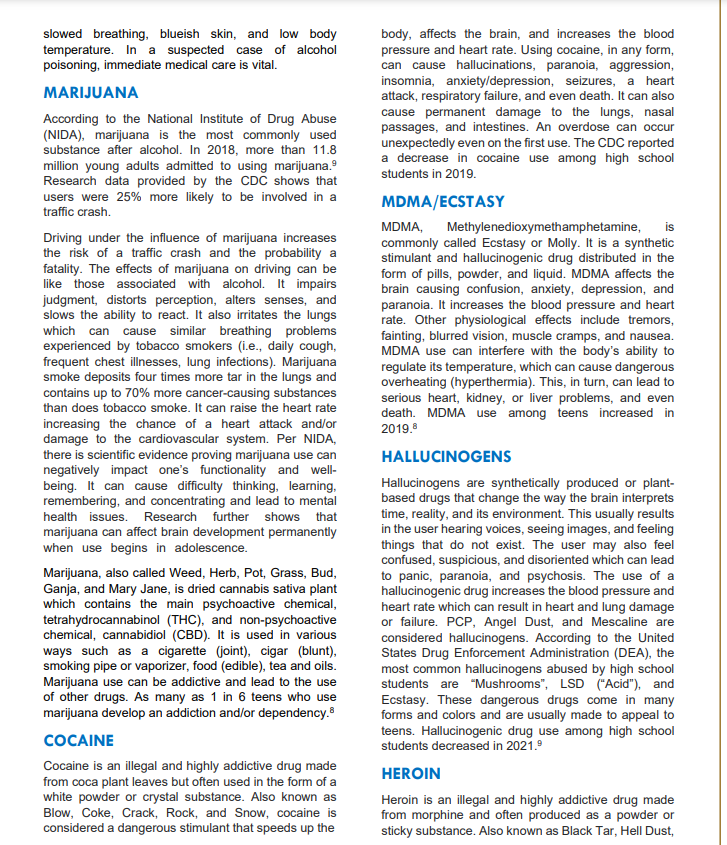 slowed breathing, blueish skin, and low body
temperature. In a suspected case of alcohol
poisoning, immediate medical care is vital.
MARIJUANA
According to the National Institute of Drug Abuse
(NIDA), marijuana is the most commonly used
substance after alcohol. In 2018, more than 11.8
million young adults admitted to using marijuana.⁹
Research data provided by the CDC shows that
users were 25% more likely to be involved in a
traffic crash.
Driving under the influence of marijuana increases
the risk of a traffic crash and the probability a
fatality. The effects of marijuana on driving can be
like those associated with alcohol. It impairs
judgment, distorts perception, alters senses, and
slows the ability to react. It also irritates the lungs
which can cause similar breathing problems
experienced by tobacco smokers (i.e., daily cough,
frequent chest illnesses, lung infections). Marijuana
smoke deposits four times more tar in the lungs and
contains up to 70% more cancer-causing substances
than does tobacco smoke. It can raise the heart rate
increasing the chance of a heart attack and/or
damage to the cardiovascular system. Per NIDA,
there is scientific evidence proving marijuana use can
negatively impact one's functionality and well-
being. It can cause difficulty thinking, learning,
remembering, and concentrating and lead to mental
health issues. Research further shows that
marijuana can affect brain development permanently
when use begins in adolescence.
Marijuana, also called Weed, Herb, Pot, Grass, Bud,
Ganja, and Mary Jane, is dried cannabis sativa plant
which contains the main psychoactive chemical,
tetrahydrocannabinol (THC), and non-psychoactive
chemical, cannabidiol (CBD). It is used in various
ways such as a cigarette (joint), cigar (blunt),
smoking pipe or vaporizer, food (edible), tea and oils.
Marijuana use can be addictive and lead to the use
of other drugs. As many as 1 in 6 teens who use
marijuana develop an addiction and/or dependency.⁸
COCAINE
Cocaine is an illegal and highly addictive drug made
from coca plant leaves but often used in the form of a
white powder or crystal substance. Also known as
Blow, Coke, Crack, Rock, and Snow, cocaine is
considered a dangerous stimulant that speeds up the
body, affects the brain, and increases the blood
pressure and heart rate. Using cocaine, in any form,
can cause hallucinations, paranoia, aggression,
insomnia, anxiety/depression, seizures, a heart
attack, respiratory failure, and even death. It can also
cause permanent damage to the lungs, nasal
passages, and intestines. An overdose can occur
unexpectedly even on the first use. The CDC reported
a decrease in cocaine use among high school
students in 2019.
MDMA/ECSTASY
MDMA, Methylenedioxymethamphetamine, is
commonly called Ecstasy or Molly. It is a synthetic
stimulant and hallucinogenic drug distributed in the
form of pills, powder, and liquid. MDMA affects the
brain causing confusion, anxiety, depression, and
paranoia. It increases the blood pressure and heart
rate. Other physiological effects include tremors,
fainting, blurred vision, muscle cramps, and nausea.
MDMA use can interfere with the body's ability to
regulate its temperature, which can cause dangerous
overheating (hyperthermia). This, in turn, can lead to
serious heart, kidney, or liver problems, and even
death. MDMA use among teens increased in
2019.⁸
HALLUCINOGENS
Hallucinogens are synthetically produced or plant-
based drugs that change the way the brain interprets
time, reality, and its environment. This usually results
in the user hearing voices, seeing images, and feeling
things that do not exist. The user may also feel
confused, suspicious, and disoriented which can lead
to panic, paranoia, and psychosis. The use of a
hallucinogenic drug increases the blood pressure and
heart rate which can result in heart and lung damage
or failure. PCP, Angel Dust, and Mescaline are
considered hallucinogens. According to the United
States Drug Enforcement Administration (DEA), the
most common hallucinogens abused by high school
students are “Mushrooms”, LSD (“Acid”), and
Ecstasy. These dangerous drugs come in many
forms and colors and are usually made to appeal to
teens. Hallucinogenic drug use among high school
students decreased in 2021.⁹
HEROIN
Heroin is an illegal and highly addictive drug made
from morphine and often produced as a powder or
sticky substance. Also known as Black Tar, Hell Dust,